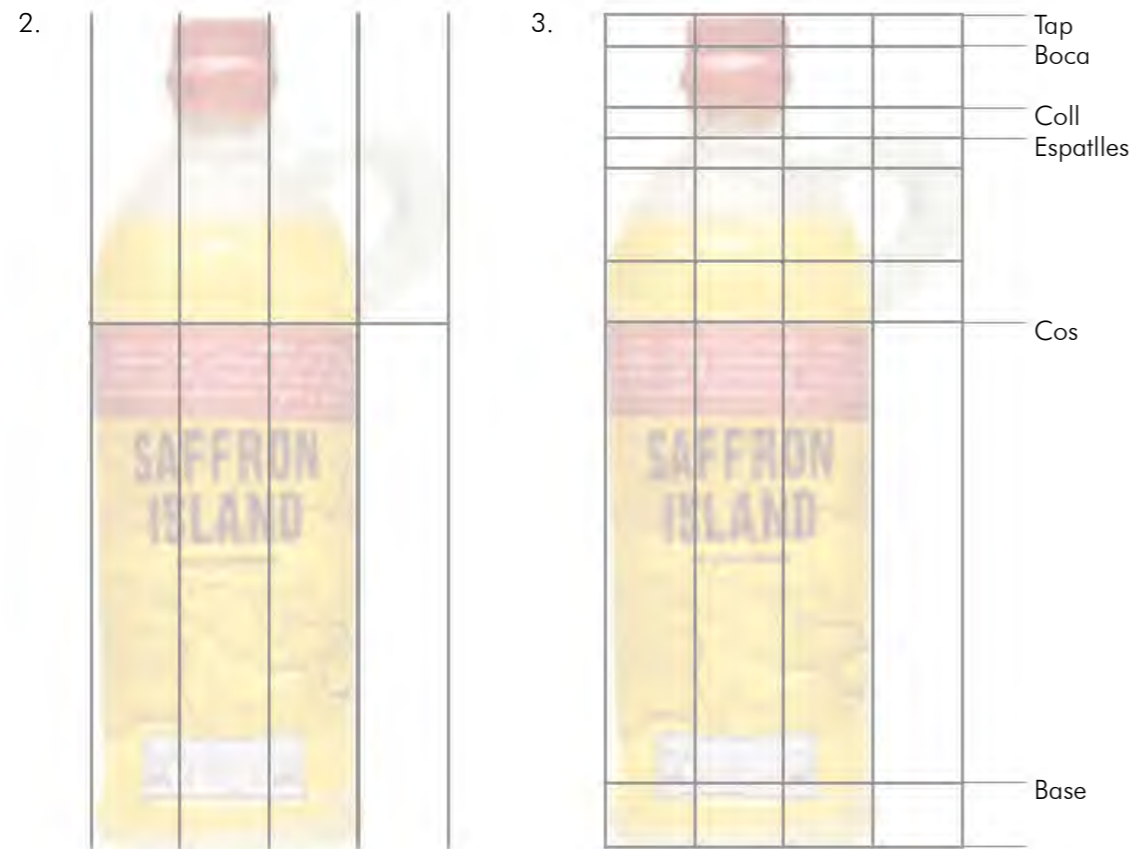 2.
SAFFRON
ISLAND
3.
Tap
Boca
Coll
Espatlles
Cos
Base
SAFFRON
ISLAND